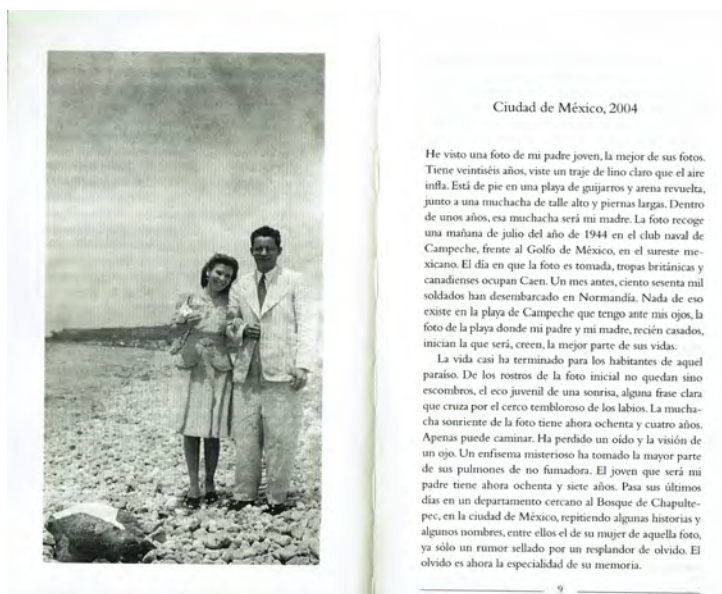 Ciudad de México, 2004
He visto una foto de mi padre joven, la mejor de sus fotos.
Tiene veintiséis años, viste un traje de lino claro que el aire
infla. Está de pie en una playa de guijarros y arena revuelta,
junto a una muchacha de talle alto y piernas largas. Dentro
de unos años, esa muchacha será mi madre. La foto recoge
una mañana de julio del año de 1944 en el club naval de
Campeche, frente al Golfo de México, en el sureste me-
xicano. El día en que la foto es tomada, tropas británicas y
canadienses ocupan Caen. Un mes antes, ciento sesenta mil
soldados han desembarcado en Normandía. Nada de eso
existe en la playa de Campeche que tengo ante mis ojos, la
foto de la playa donde mi padre y mi madre, recién casados,
inician la que será, creen, la mejor parte de sus vidas.
La vida casi ha terminado para los habitantes de aquel
paraíso. De los rostros de la foto inicial no quedan sino
escombros, el eco juvenil de una sonrisa, alguna frase clara
que cruza por el cerco tembloroso de los labios. La mucha-
cha sonriente de la foto tiene ahora ochenta y cuatro años.
Apenas puede caminar. Ha perdido un oído y la visión de
un ojo. Un enfisema misterioso ha tomado la mayor parte
de sus pulmones de no fumadora. El joven que será mi
padre tiene ahora ochenta y siete años. Pasa sus últimos
días en un departamento cercano al Bosque de Chapulte-
pec, en la ciudad de México, repitiendo algunas historias y
algunos nombres, entre ellos el de su mujer de aquella foto,
ya sólo un rumor sellado por un resplandor de olvido. El
olvido es ahora la especialidad de su memoria.
9